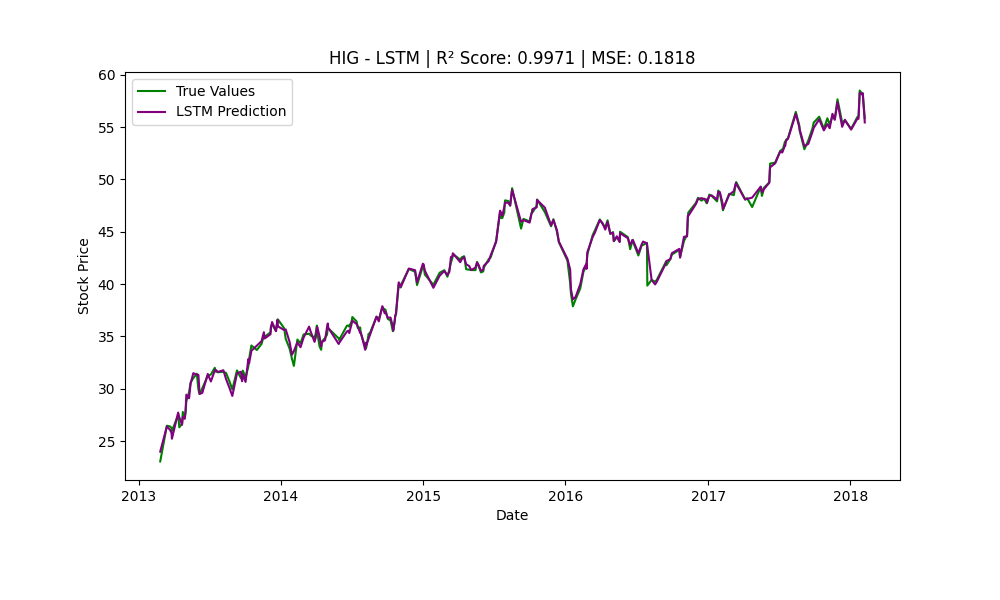 HIG - LSTM | R² Score: 0.9971 | MSE: 0.1818
True Values
LSTM Prediction
60
55
50
45
40
35
30
25
Stock Price
2013 2014 2015 2016 2017 2018
Date